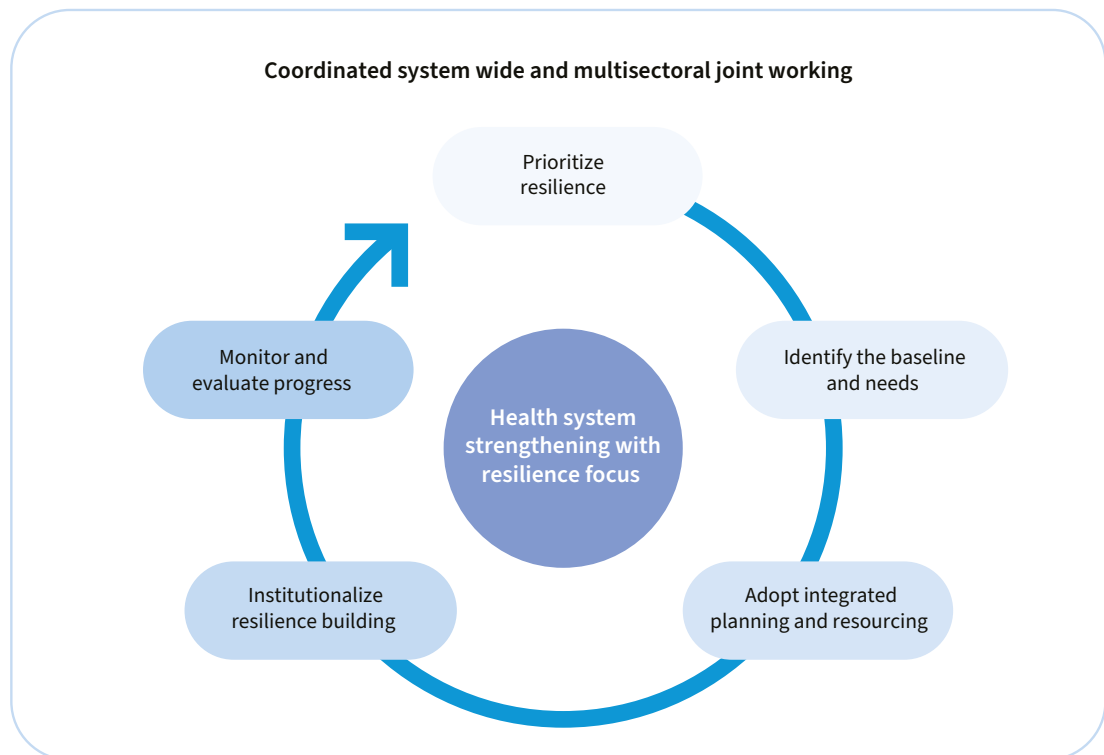 Coordinated system wide and multisectoral joint working
Prioritize
resilience
Identify the baseline
and needs
Adopt integrated
planning and resourcing
Institutionalize
resilience building
Monitor and
evaluate progress
Health system
strengthening with
resilience focus